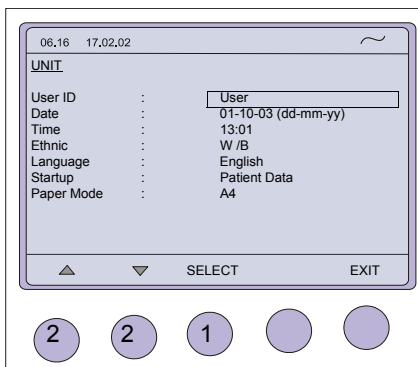 06.16 17.02.02
UNIT
User ID : User
Date : 01-10-03 (dd-mm-yy)
Time : 13:01
Ethnic : W /B
Language : English
Startup : Patient Data
Paper Mode : A4
SELECT EXIT
2 2 1